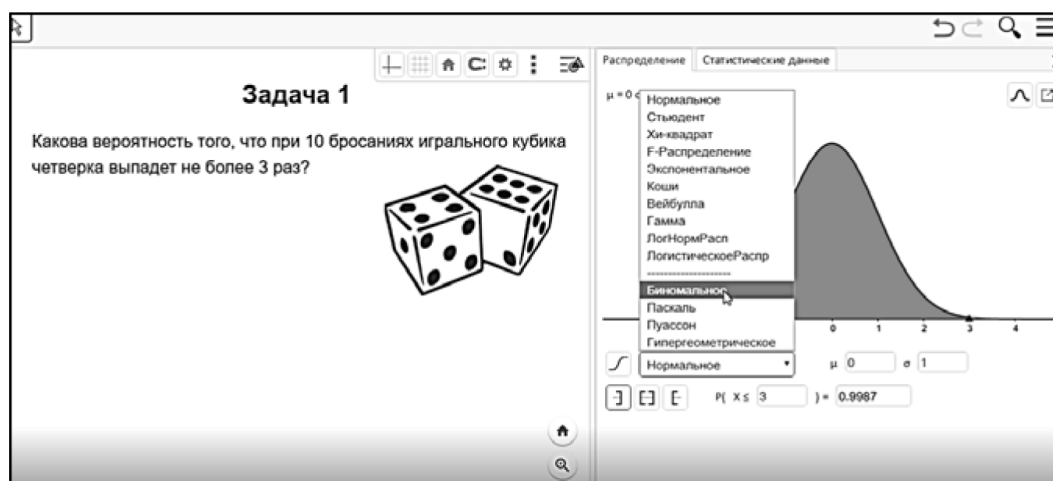 Задача 1
Какова вероятность того, что при 10 бросаниях игрального кубика
четверка выпадет не более 3 раз?
Распределение
Статистические данные
μ = 0
Нормальное
Стьюдент
Хи-квадрат
F-Распределение
Экспоненциальное
Коши
Вейбулла
Гамма
ЛогНормРасп
ЛогистическоеРаспр
--------------------
Биномальное
Паскаль
Пуассон
Гипергеометрическое
0 1 2 3 4
Нормальное μ 0 σ 1
P( X ≤ 3 ) = 0.9987